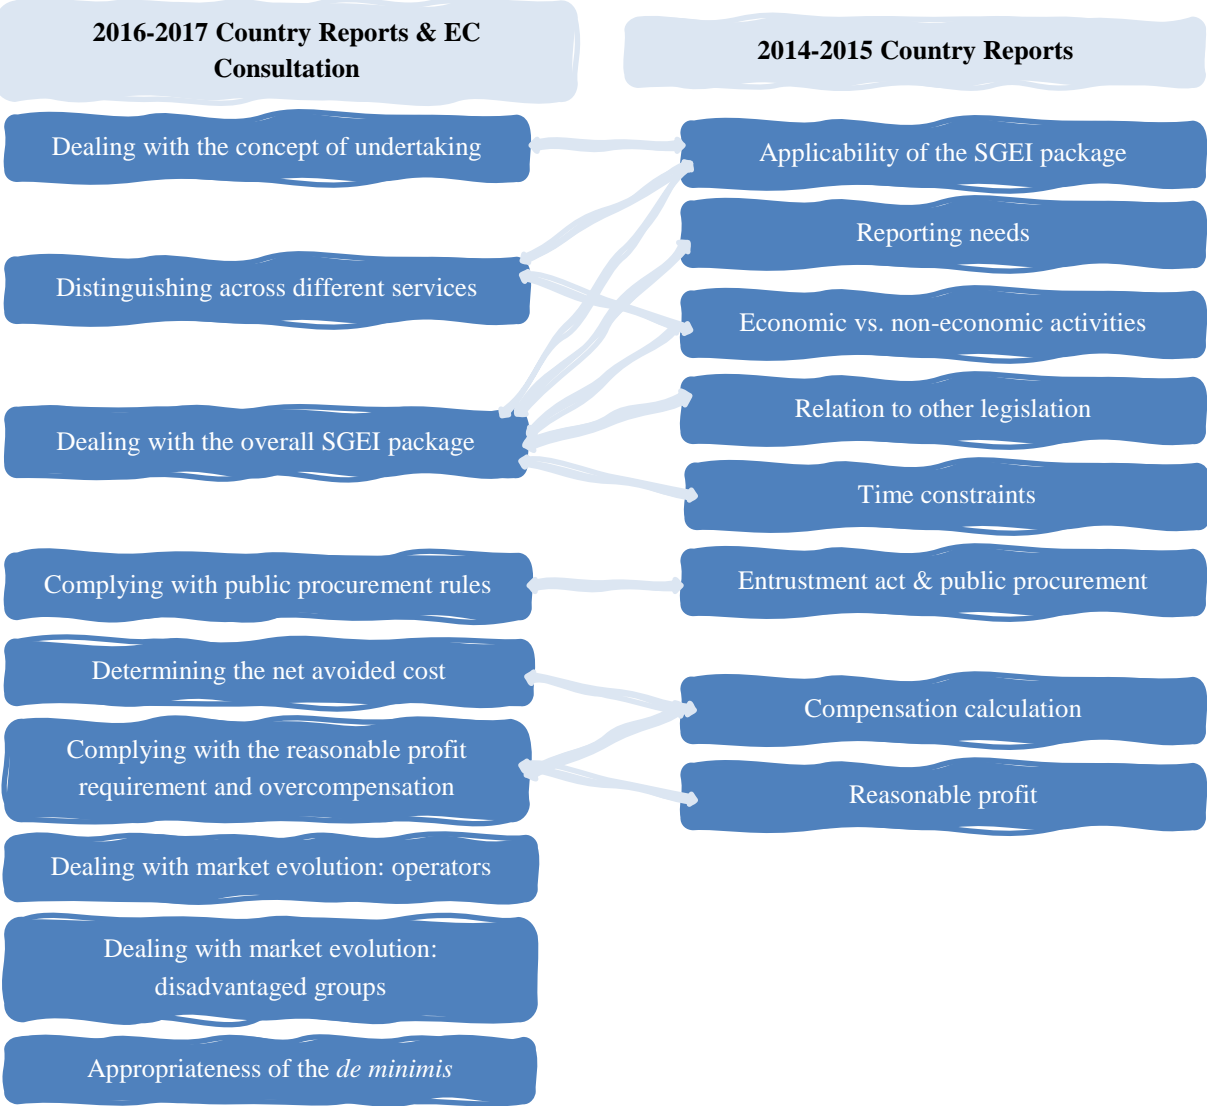 2016-2017 Country Reports & EC
Consultation
Dealing with the concept of undertaking
Distinguishing across different services
Dealing with the overall SGEI package
Complying with public procurement rules
Determining the net avoided cost
Complying with the reasonable profit
requirement and overcompensation
Dealing with market evolution: operators
Dealing with market evolution:
disadvantaged groups
Appropriateness of the de minimis
2014-2015 Country Reports
Applicability of the SGEI package
Reporting needs
Economic vs. non-economic activities
Relation to other legislation
Time constraints
Entrustment act & public procurement
Compensation calculation
Reasonable profit